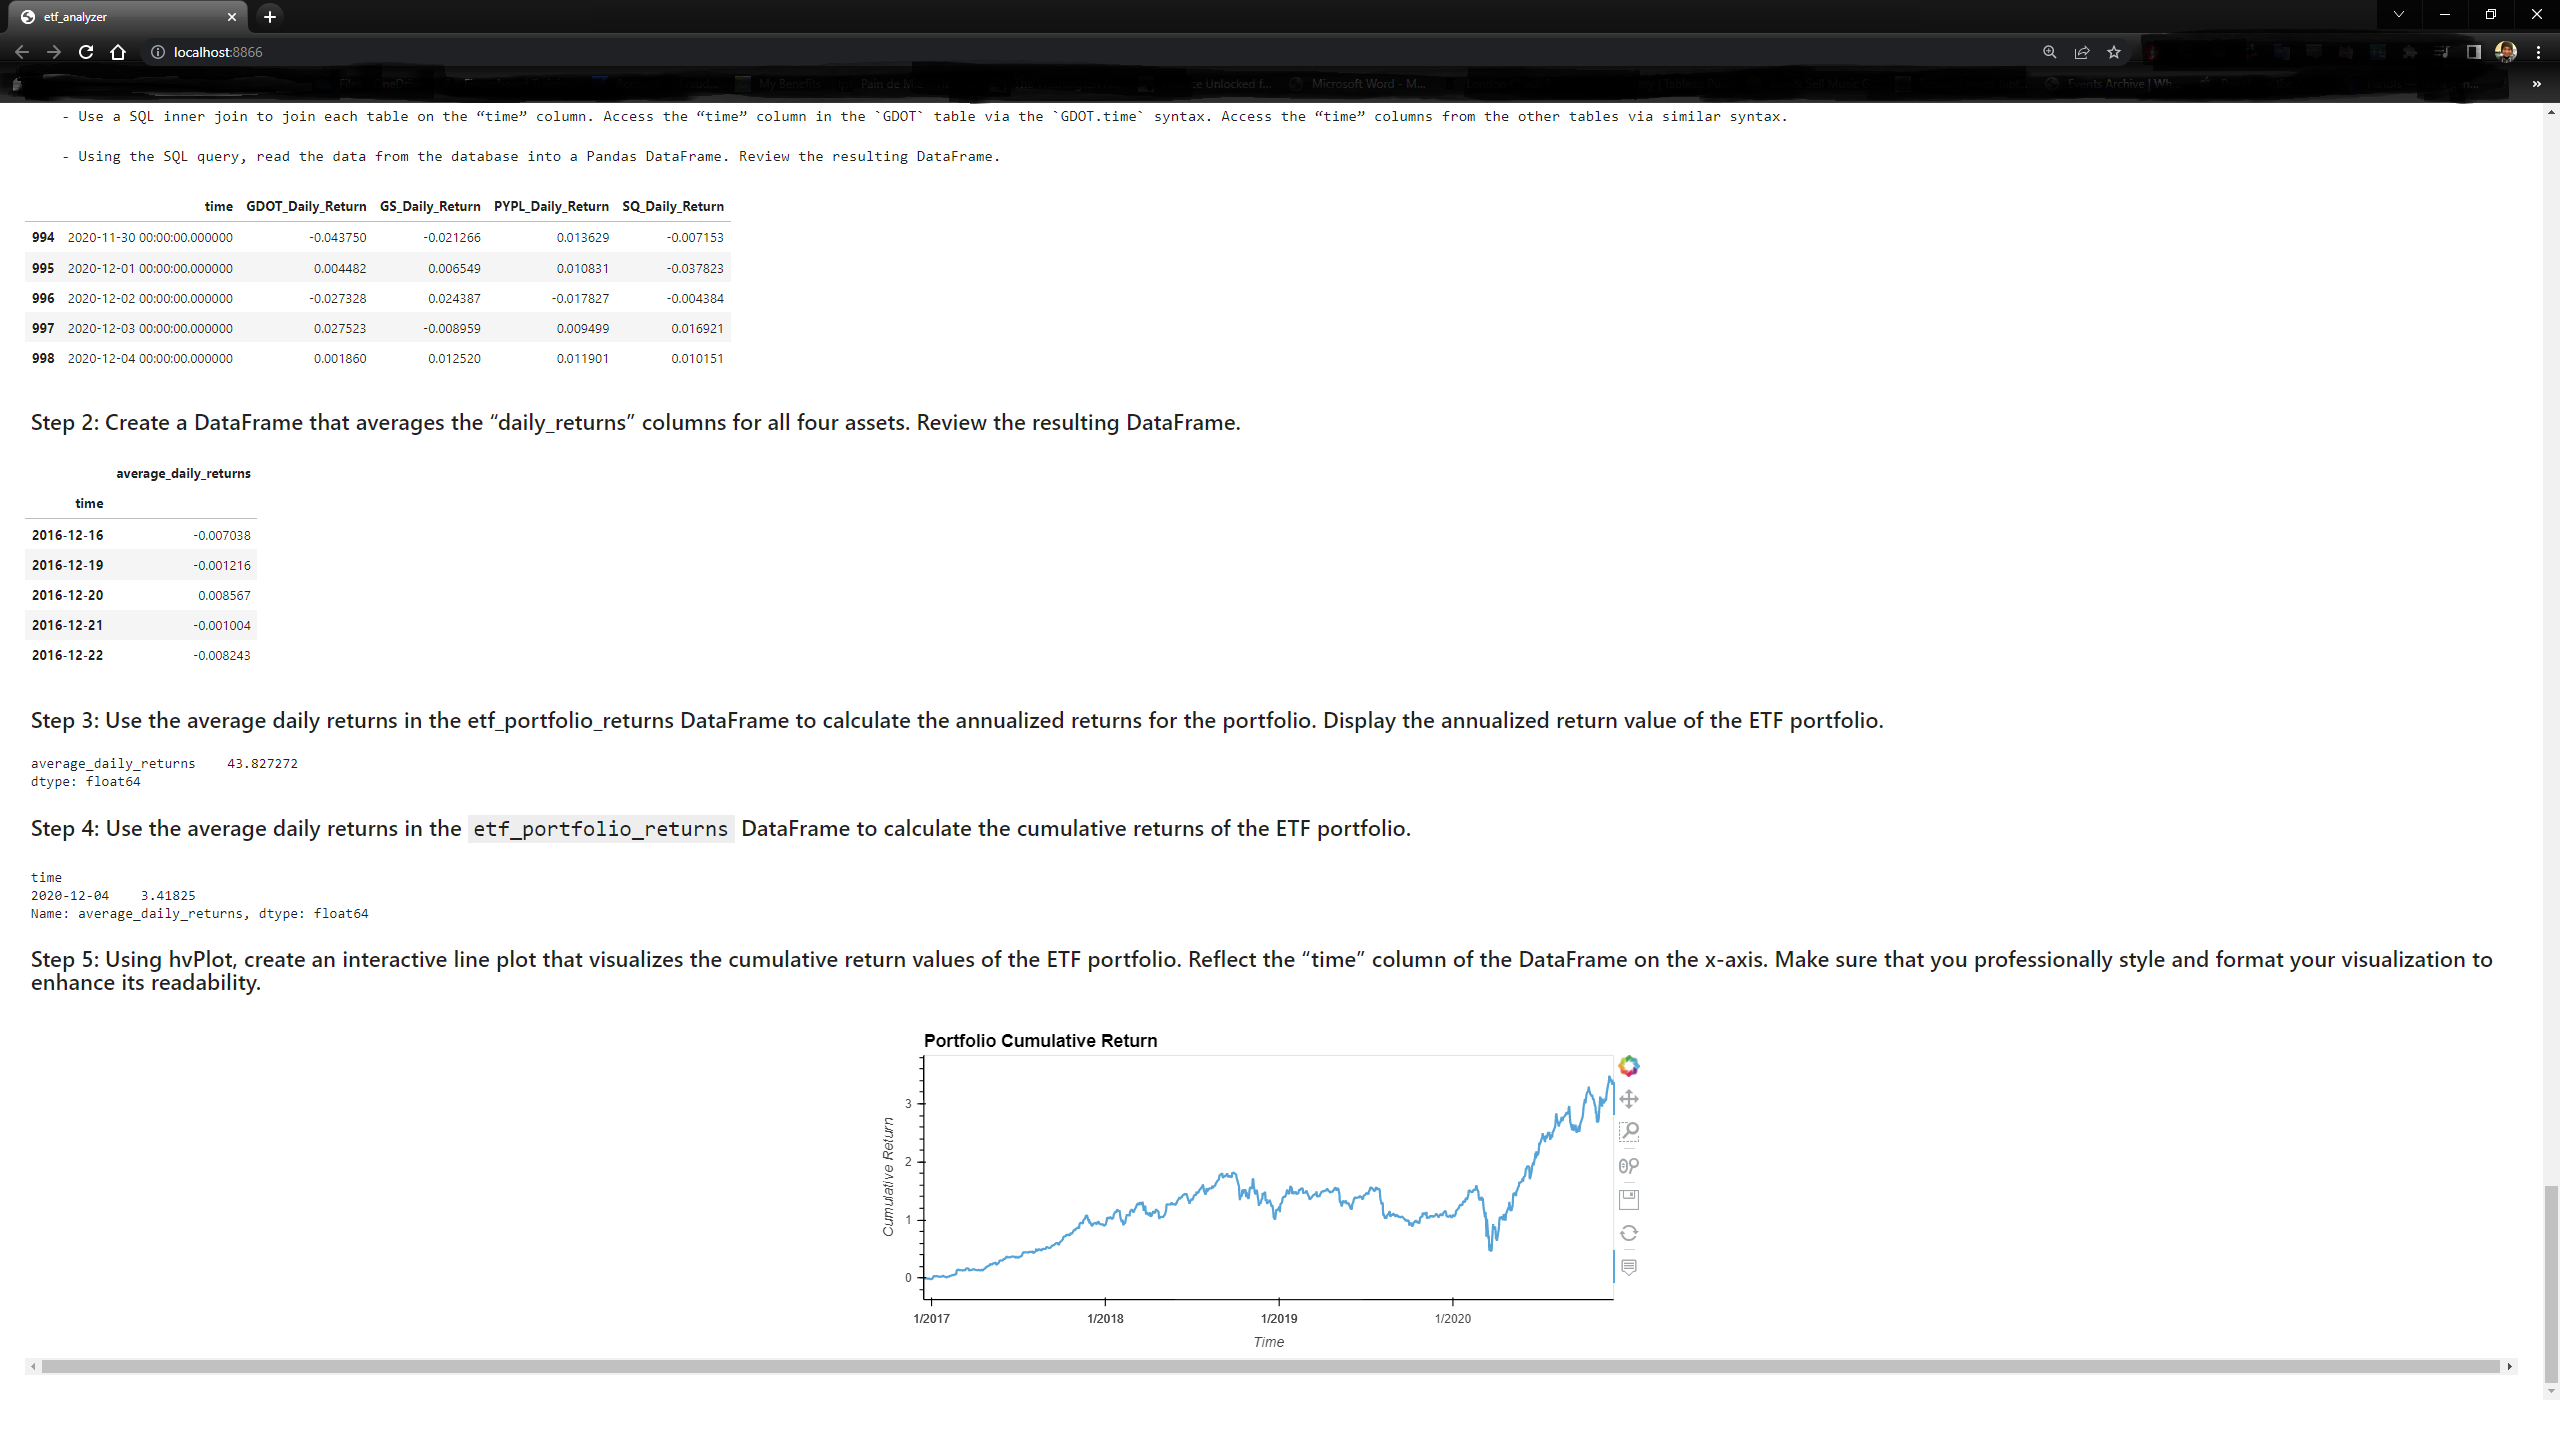 etf_analyzer
localhost:8866
My Benefits Pain de Mi... ce Unlocked f... Microsoft Word - M... Events Archive | Wh...
- Use a SQL inner join to join each table on the “time” column. Access the “time” column in the `GDOT` table via the `GDOT.time` syntax. Access the “time” columns from the other tables via similar syntax.
- Using the SQL query, read the data from the database into a Pandas DataFrame. Review the resulting DataFrame.
time GDOT_Daily_Return GS_Daily_Return PYPL_Daily_Return SQ_Daily_Return
994 2020-11-30 00:00:00.000000 -0.043750 -0.021266 0.013629 -0.007153
995 2020-12-01 00:00:00.000000 0.004482 0.006549 0.010831 -0.037823
996 2020-12-02 00:00:00.000000 -0.027328 0.024387 -0.017827 -0.004384
997 2020-12-03 00:00:00.000000 0.027523 -0.008959 0.009499 0.016921
998 2020-12-04 00:00:00.000000 0.001860 0.012520 0.011901 0.010151
Step 2: Create a DataFrame that averages the “daily_returns” columns for all four assets. Review the resulting DataFrame.
average_daily_returns
time
2016-12-16 -0.007038
2016-12-19 -0.001216
2016-12-20 0.008567
2016-12-21 -0.001004
2016-12-22 -0.008243
Step 3: Use the average daily returns in the etf_portfolio_returns DataFrame to calculate the annualized returns for the portfolio. Display the annualized return value of the ETF portfolio.
average_daily_returns 43.827272
dtype: float64
Step 4: Use the average daily returns in the etf_portfolio_returns DataFrame to calculate the cumulative returns of the ETF portfolio.
time
2020-12-04 3.41825
Name: average_daily_returns, dtype: float64
Step 5: Using hvPlot, create an interactive line plot that visualizes the cumulative return values of the ETF portfolio. Reflect the “time” column of the DataFrame on the x-axis. Make sure that you professionally style and format your visualization to
enhance its readability.
Portfolio Cumulative Return
Cumulative Return
3
2
1
0
1/2017 1/2018 1/2019 1/2020
Time